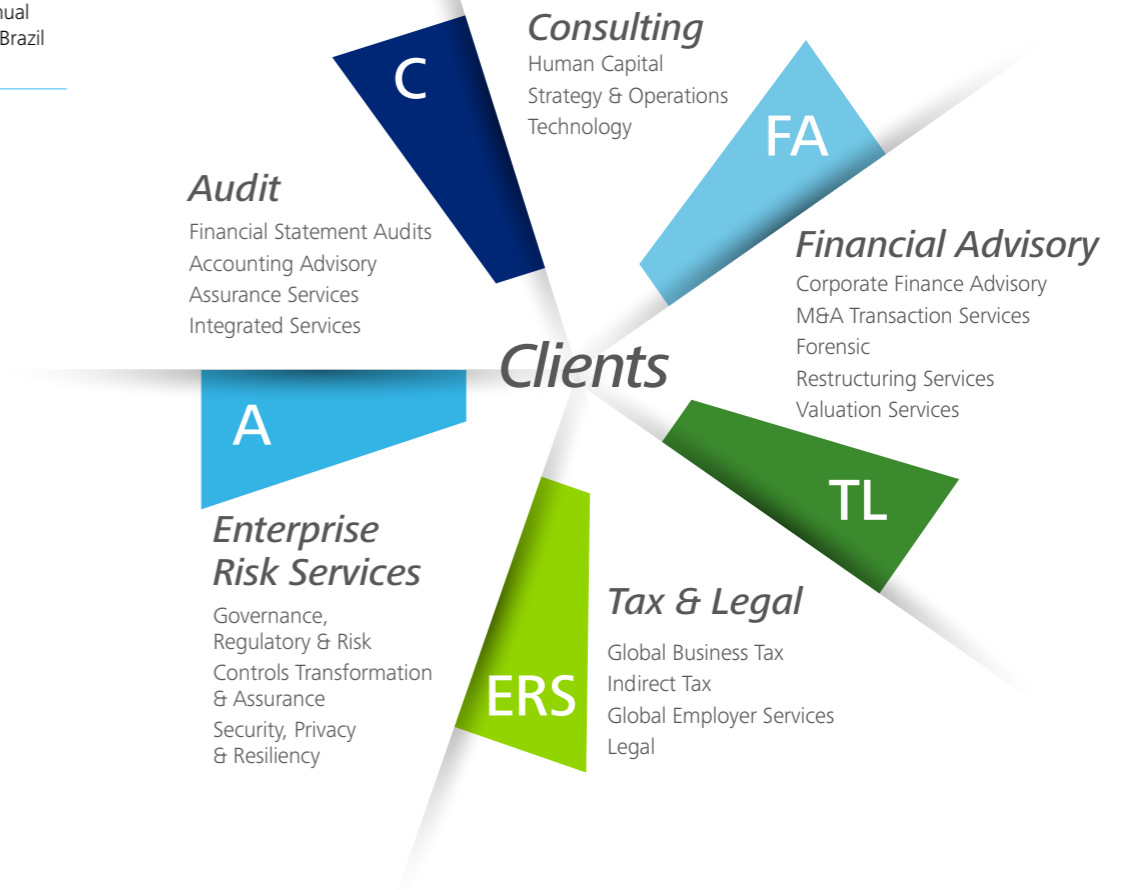 Brazil
C
Consulting
Human Capital
Strategy & Operations
Technology
FA
Audit
Financial Statement Audits
Accounting Advisory
Assurance Services
Integrated Services
Financial Advisory
Corporate Finance Advisory
M&A Transaction Services
Forensic
Restructuring Services
Valuation Services
Clients
A
TL
Enterprise
Risk Services
Governance,
Regulatory & Risk
Controls Transformation
& Assurance
Security, Privacy
& Resiliency
ERS
Tax & Legal
Global Business Tax
Indirect Tax
Global Employer Services
Legal